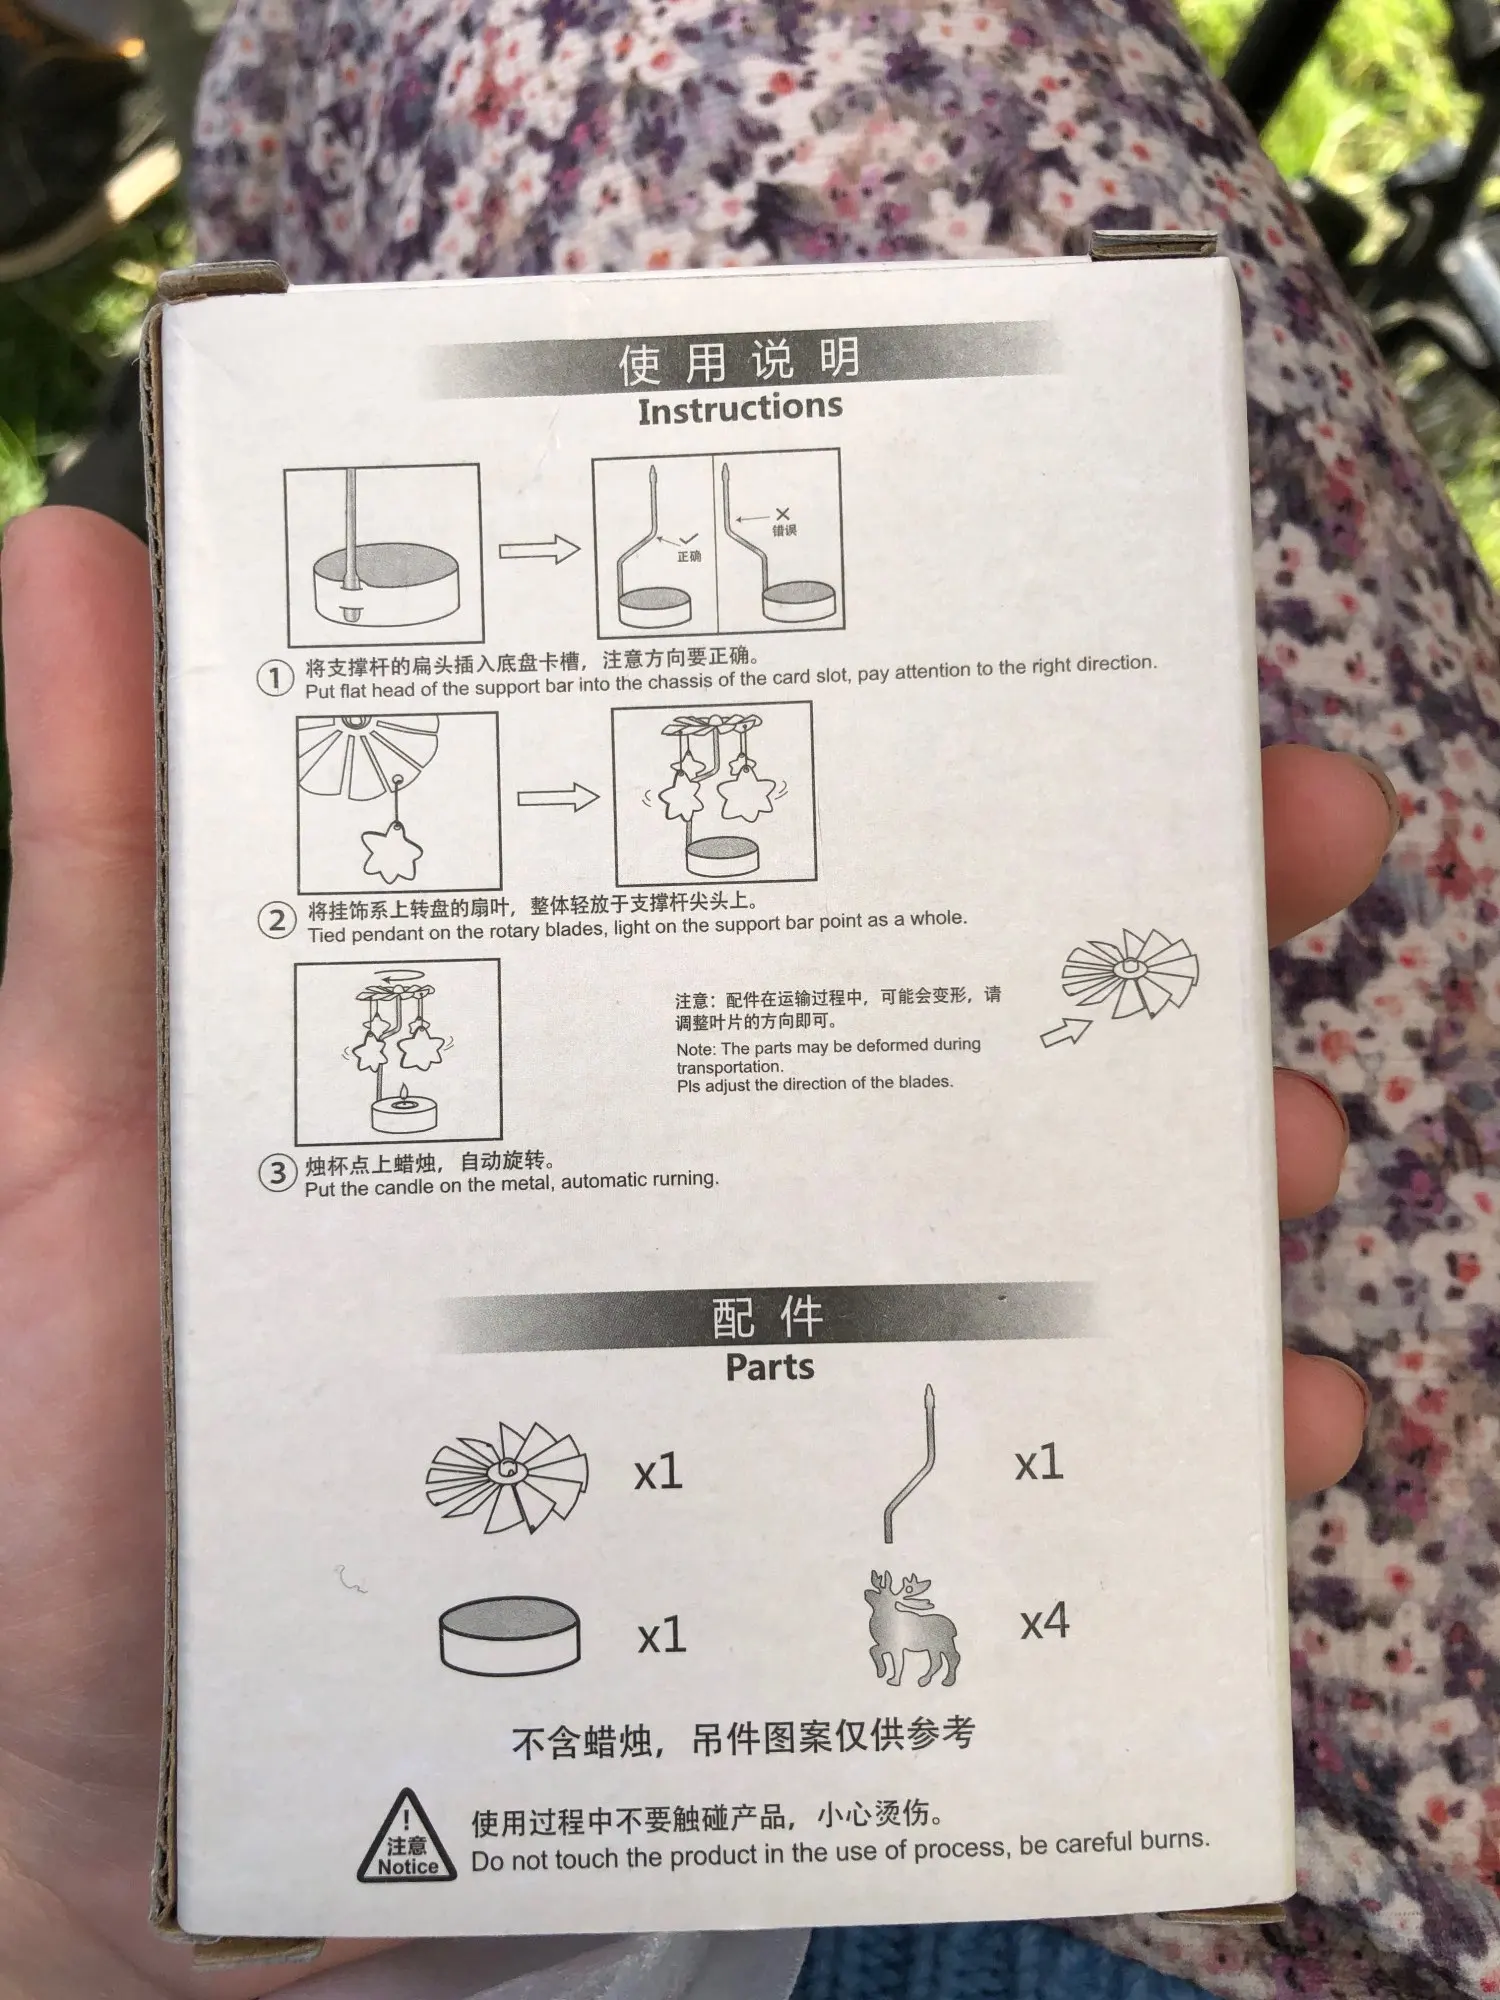 使用说明
Instructions
正确
错误
① 将支撑杆的扁头插入底盘卡槽，注意方向要正确。
Put flat head of the support bar into the chassis of the card slot, pay attention to the right direction.
② 将挂饰系上转盘的扇叶，整体轻放于支撑杆尖头上。
Tied pendant on the rotary blades, light on the support bar point as a whole.
注意：配件在运输过程中，可能会变形，请
调整叶片的方向即可。
Note: The parts may be deformed during
transportation.
Pls adjust the direction of the blades.
③ 烛杯点上蜡烛，自动旋转。
Put the candle on the metal, automatic rurning.
配件
Parts
x1
x1
x1
x4
不含蜡烛，吊件图案仅供参考
!
注意
Notice
使用过程中不要触碰产品，小心烫伤。
Do not touch the product in the use of process, be careful burns.